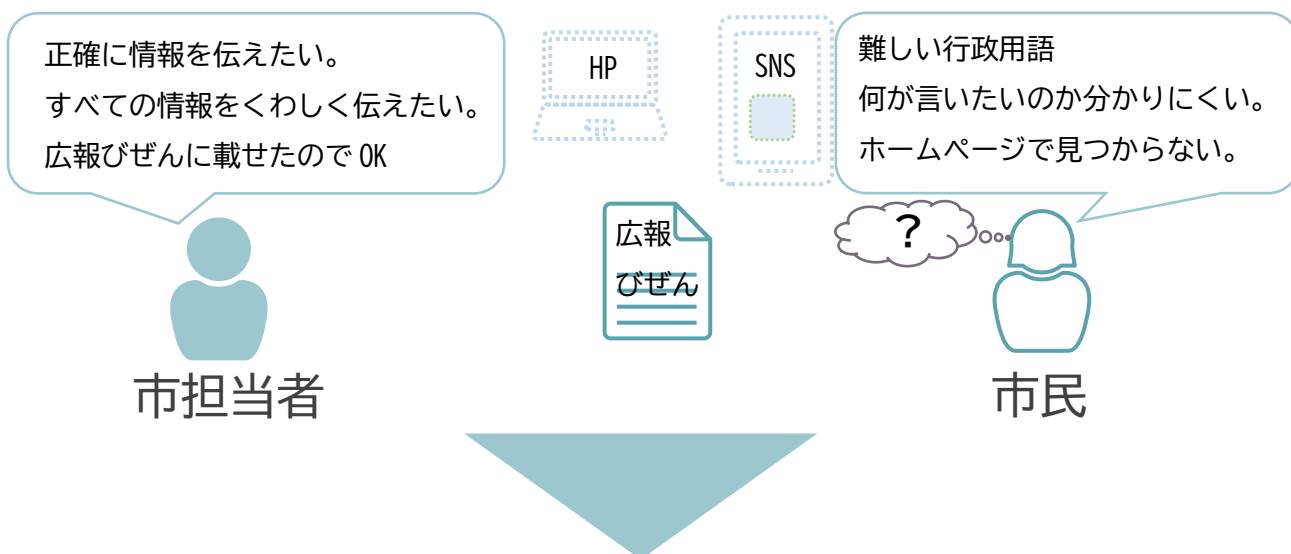 正確に情報を伝えたい。
すべての情報をくわしく伝えたい。
広報びぜんに載せたのでOK
HP
SNS
難しい行政用語
何が言いたいのか分かりにくい。
ホームページで見つからない。
広報
びぜん
？
市担当者
市民